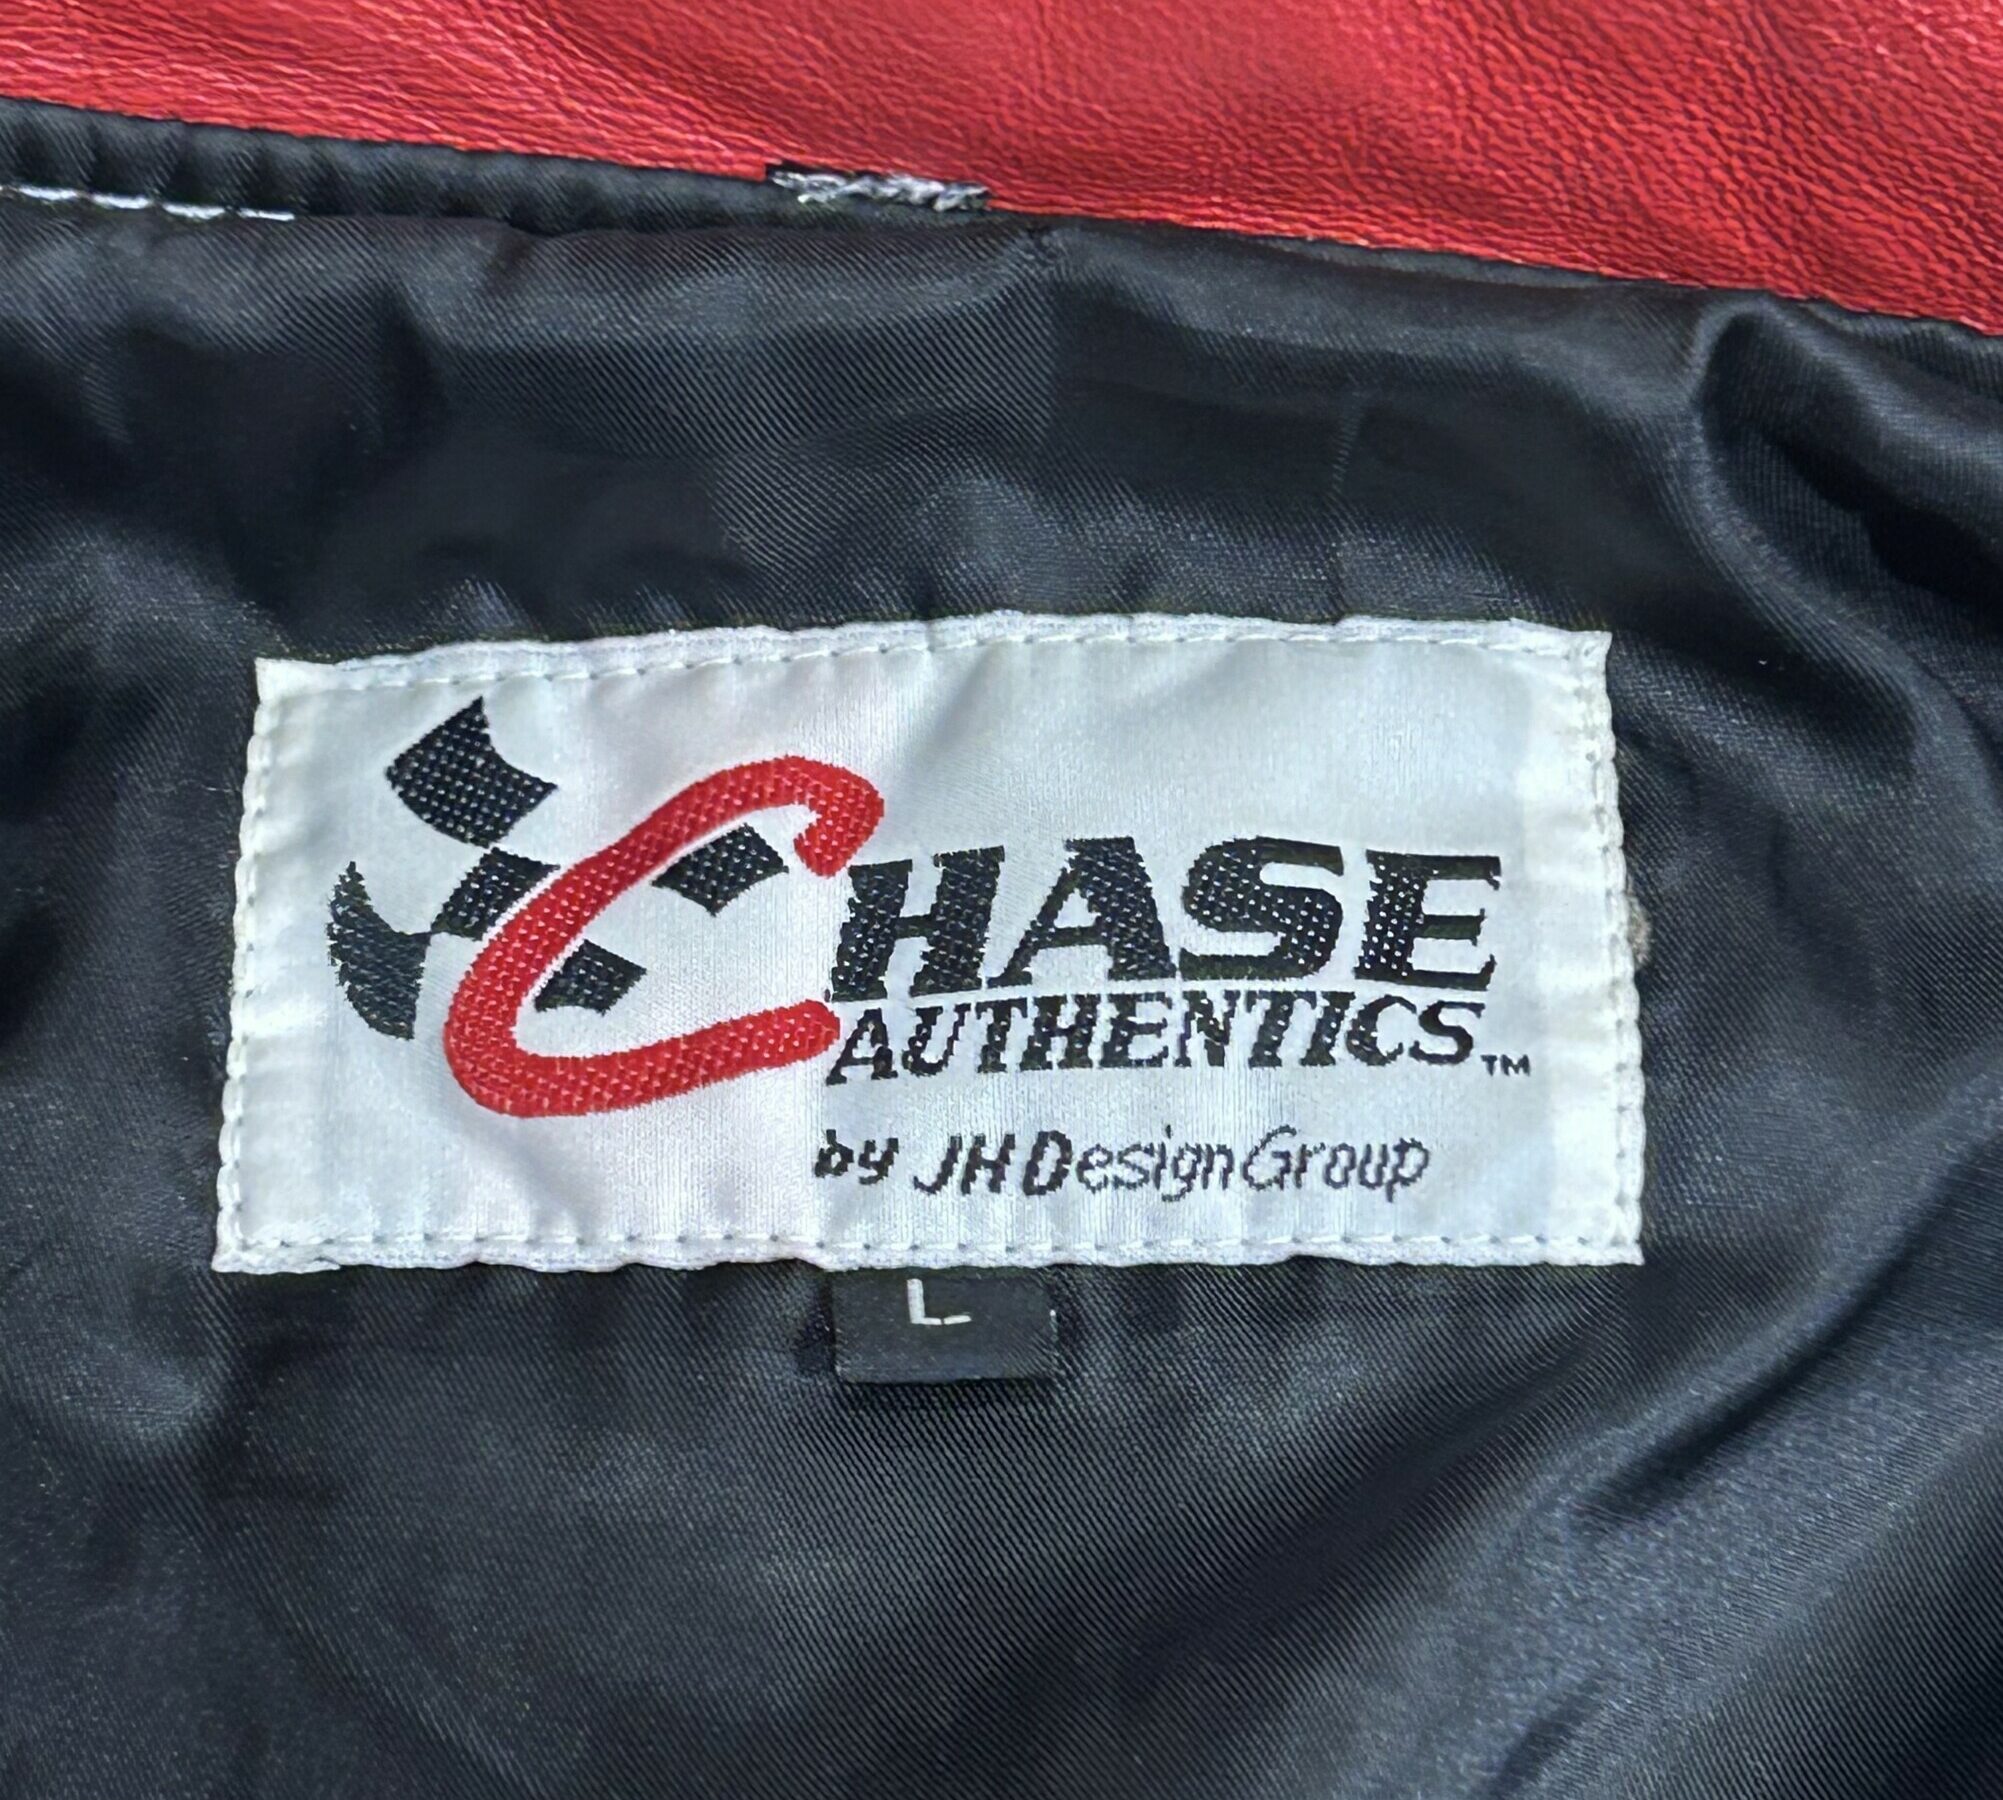 CHASE
AUTHENTICS™
by JH Design Group
L